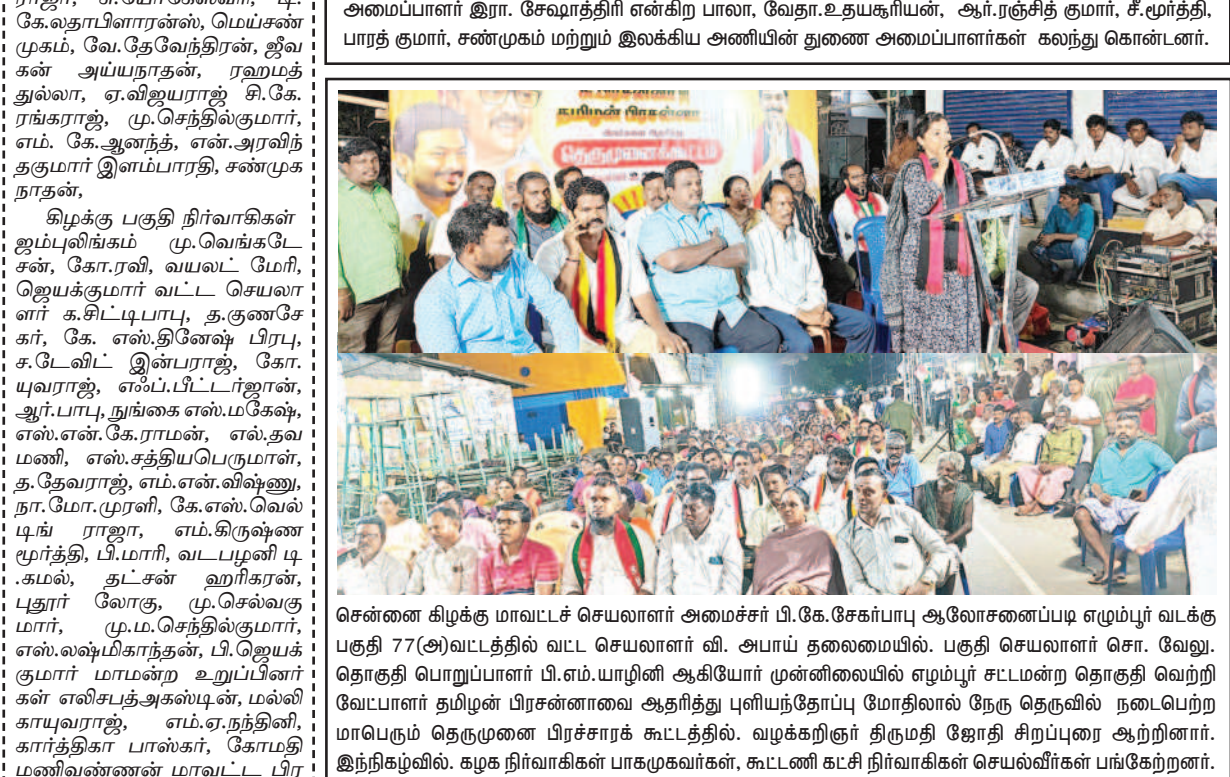 கே.லதாபிளாரன்ஸ், மெய்சண்
முகம், வே.தேவேந்திரன், ஜீவ
கன் அய்யநாதன், ரஹமத்
துல்லா, ஏ.விஜயராஜ் சி.கே.
ரங்கராஜ், மு.செந்தில்குமார்,
எம். கே.ஆனந்த், என்.அரவிந்
தகுமார் இளம்பாரதி, சண்முக
நாதன்,
கிழக்கு பகுதி நிர்வாகிகள்
ஜம்புலிங்கம் மு.வெங்கடே
சன், கோ.ரவி, வயலட் மேரி,
ஜெயக்குமார் வட்ட செயலா
ளர் க.சிட்டிபாபு, த.குணசே
கர், கே. எஸ்.தினேஷ் பிரபு,
ச.டேவிட் இன்பராஜ், கோ.
யுவராஜ், எஃப்.பீட்டர்ஜான்,
ஆர்.பாபு, நுங்கை எஸ்.மகேஷ்,
எஸ்.என்.கே.ராமன், எல்.தவ
மணி, எஸ்.சத்தியபெருமாள்,
த.தேவராஜ், எம்.என்.விஷ்ணு,
நா.மோ.முரளி, கே.எஸ்.வெல்
டிங் ராஜா, எம்.கிருஷ்ண
மூர்த்தி, பி.மாரி, வடபழனி டி
.கமல், தட்சன் ஹரிகரன்,
புதூர் லோகு, மு.செல்வகு
மார், மு.ம.செந்தில்குமார்,
எஸ்.லஷ்மிகாந்தன், பி.ஜெயக்
குமார் மாமன்ற உறுப்பினர்
கள் எலிசபத்அகஸ்டின், மல்லி
காயுவராஜ், எம்.ஏ.நந்தினி,
கார்த்திகா பாஸ்கர், கோமதி
மணிவண்ணன் மாவட்ட பிர
அமைப்பாளர் இரா. சேஷாத்திரி என்கிற பாலா, வேதா.உதயசூரியன், ஆர்.ரஞ்சித் குமார், சீ.மூர்த்தி,
பாரத் குமார், சண்முகம் மற்றும் இலக்கிய அணியின் துணை அமைப்பாளர்கள் கலந்து கொன்டனர்.
தமிழன் பிரசன்னா
தெருமுனைக்கூட்டம்
சென்னை கிழக்கு மாவட்டச் செயலாளர் அமைச்சர் பி.கே.சேகர்பாபு ஆலோசனைப்படி எழும்பூர் வடக்கு
பகுதி 77(அ)வட்டத்தில் வட்ட செயலாளர் வி. அபாய் தலைமையில். பகுதி செயலாளர் சொ. வேலு.
தொகுதி பொறுப்பாளர் பி.எம்.யாழினி ஆகியோர் முன்னிலையில் எழம்பூர் சட்டமன்ற தொகுதி வெற்றி
வேட்பாளர் தமிழன் பிரசன்னாவை ஆதரித்து புளியந்தோப்பு மோதிலால் நேரு தெருவில் நடைபெற்ற
மாபெரும் தெருமுனை பிரச்சாரக் கூட்டத்தில். வழக்கறிஞர் திருமதி ஜோதி சிறப்புரை ஆற்றினார்.
இந்நிகழ்வில். கழக நிர்வாகிகள் பாகமுகவர்கள், கூட்டணி கட்சி நிர்வாகிகள் செயல்வீர்கள் பங்கேற்றனர்.